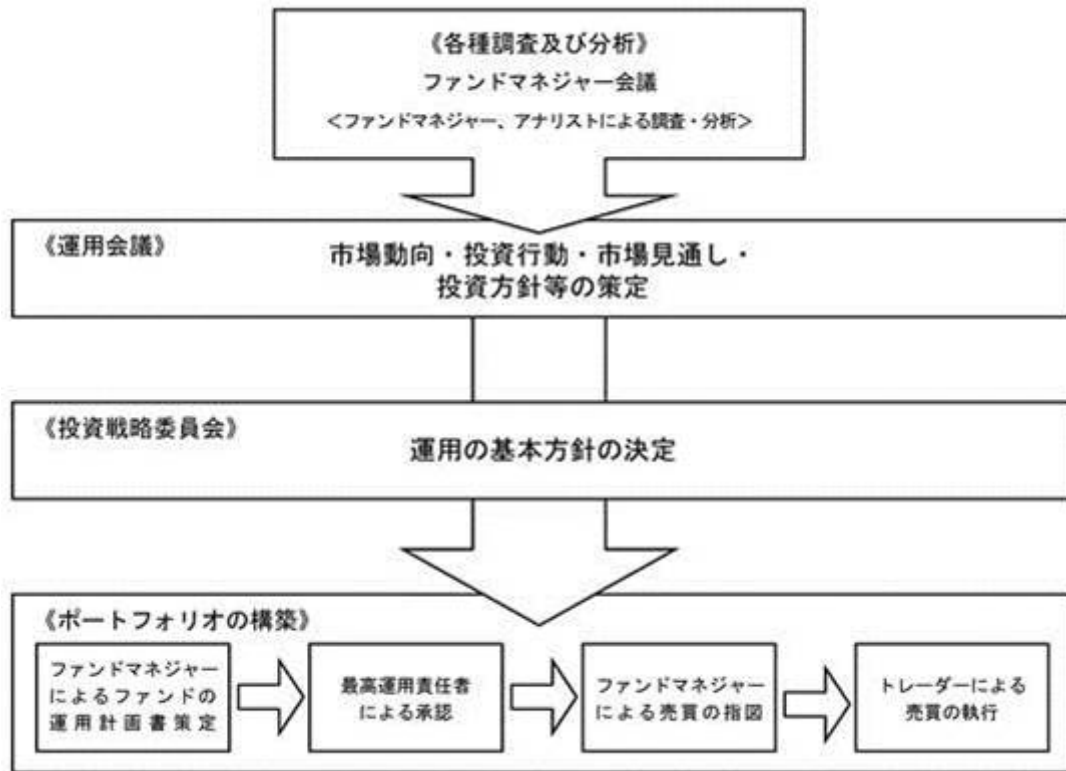 《各種調査及び分析》
ファンドマネジャー会議
<ファンドマネジャー、アナリストによる調査・分析>
《運用会議》
市場動向・投資行動・市場見通し・
投資方針等の策定
《投資戦略委員会》
運用の基本方針の決定
《ポートフォリオの構築》
ファンドマネジャー
によるファンドの
運用計画書策定
最高運用責任者
による承認
ファンドマネジャー
による売買の指図
トレーダーによる
売買の執行